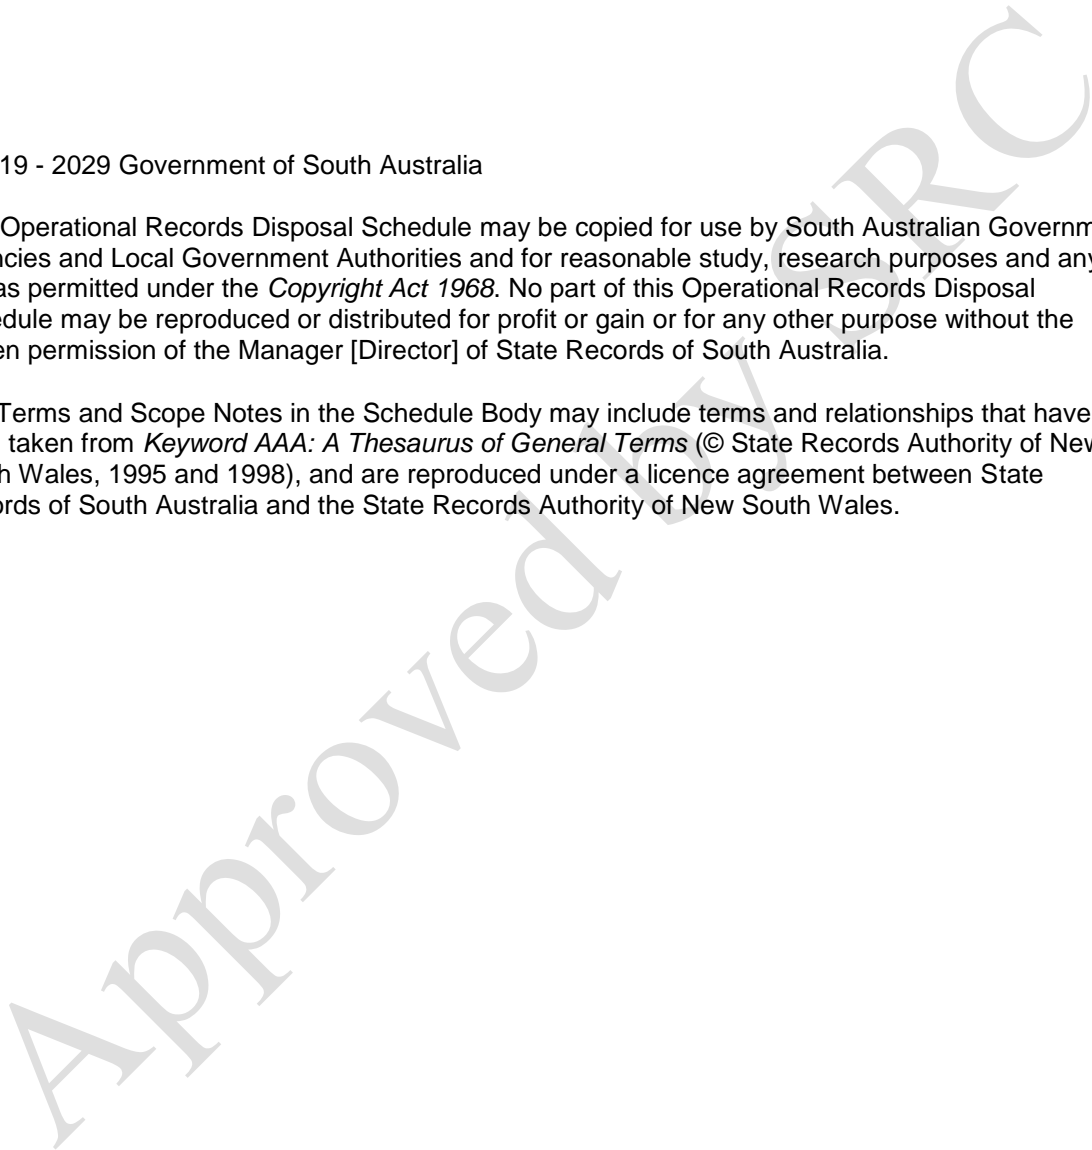 19 - 2029 Government of South Australia
Operational Records Disposal Schedule may be copied for use by South Australian Governm
ncies and Local Government Authorities and for reasonable study, research purposes and any
as permitted under the Copyright Act 1968. No part of this Operational Records Disposal
edule may be reproduced or distributed for profit or gain or for any other purpose without the
en permission of the Manager [Director] of State Records of South Australia.
Terms and Scope Notes in the Schedule Body may include terms and relationships that have
taken from Keyword AAA: A Thesaurus of General Terms (© State Records Authority of New
h Wales, 1995 and 1998), and are reproduced under a licence agreement between State
ords of South Australia and the State Records Authority of New South Wales.
Approved by SRC